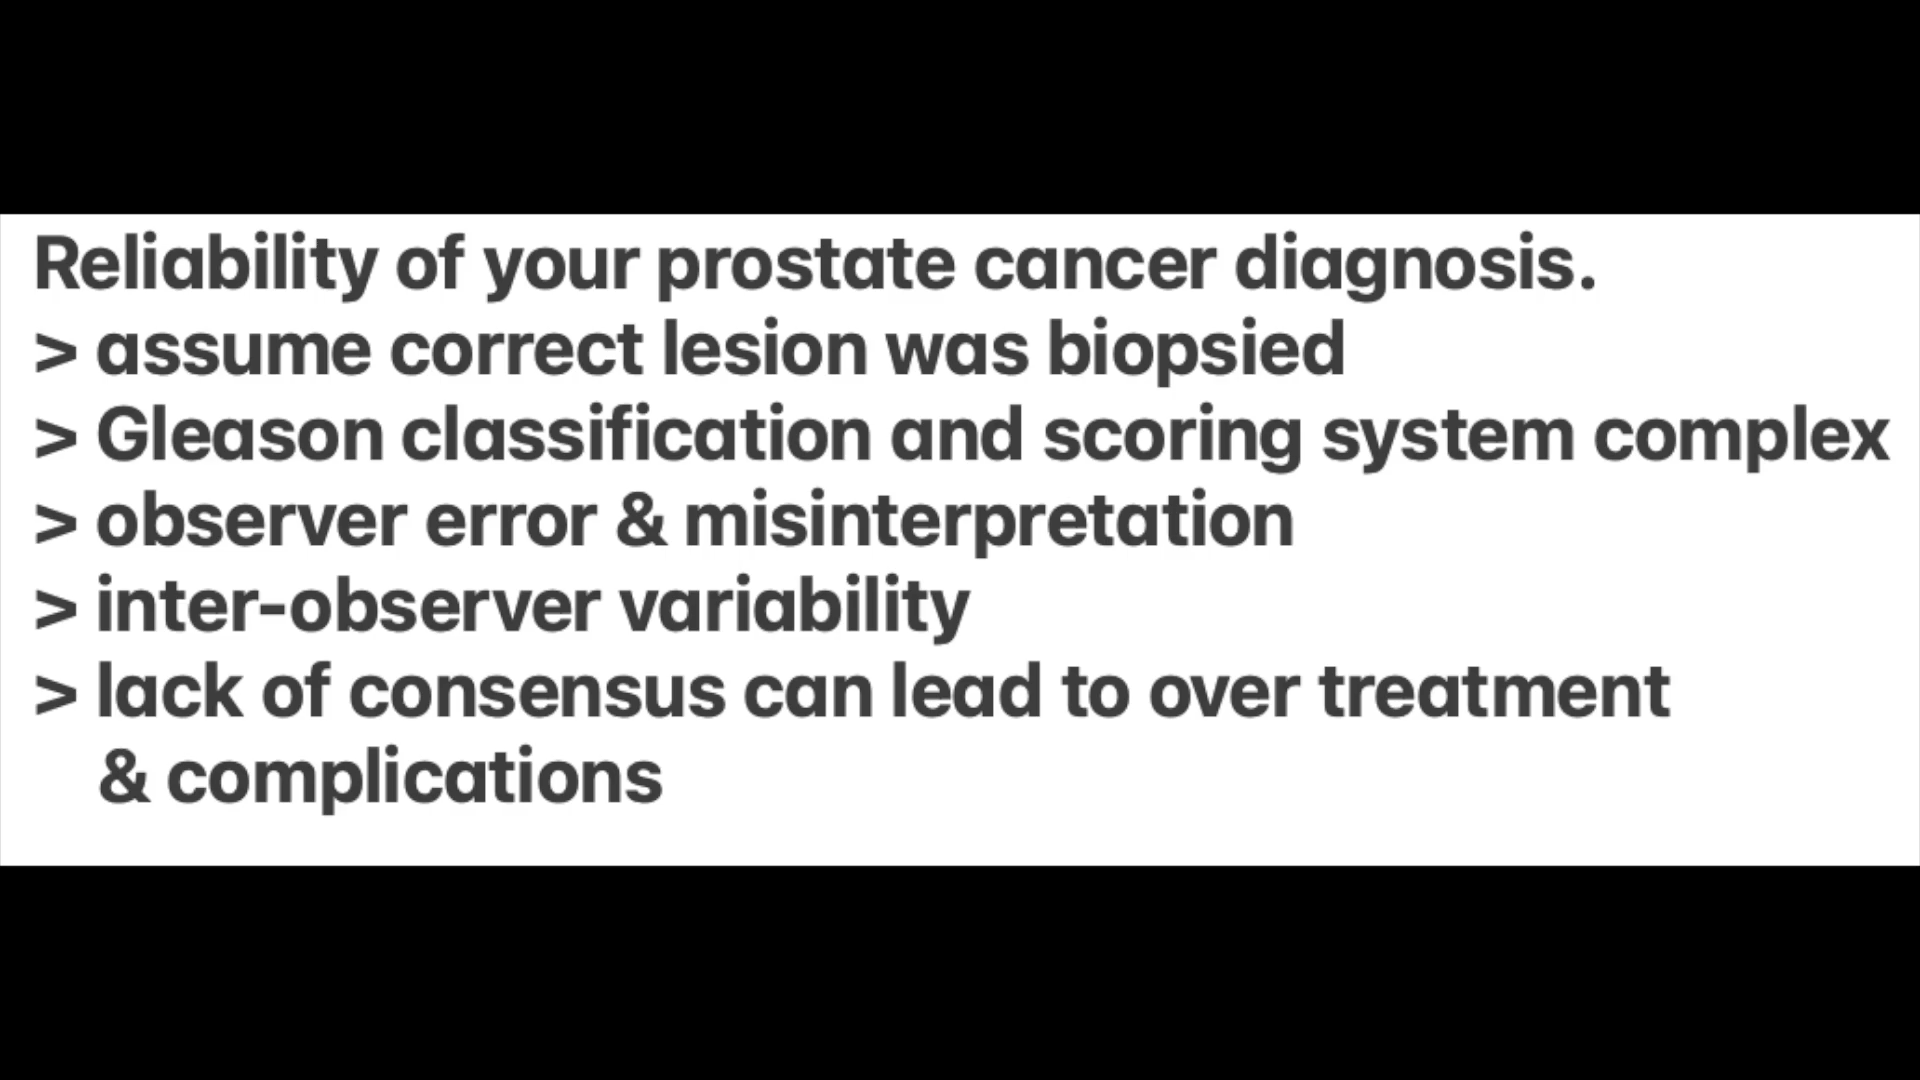 Reliability of your prostate cancer diagnosis.
> assume correct lesion was biopsied
> Gleason classification and scoring system complex
> observer error & misinterpretation
> inter-observer variability
> lack of consensus can lead to over treatment
& complications